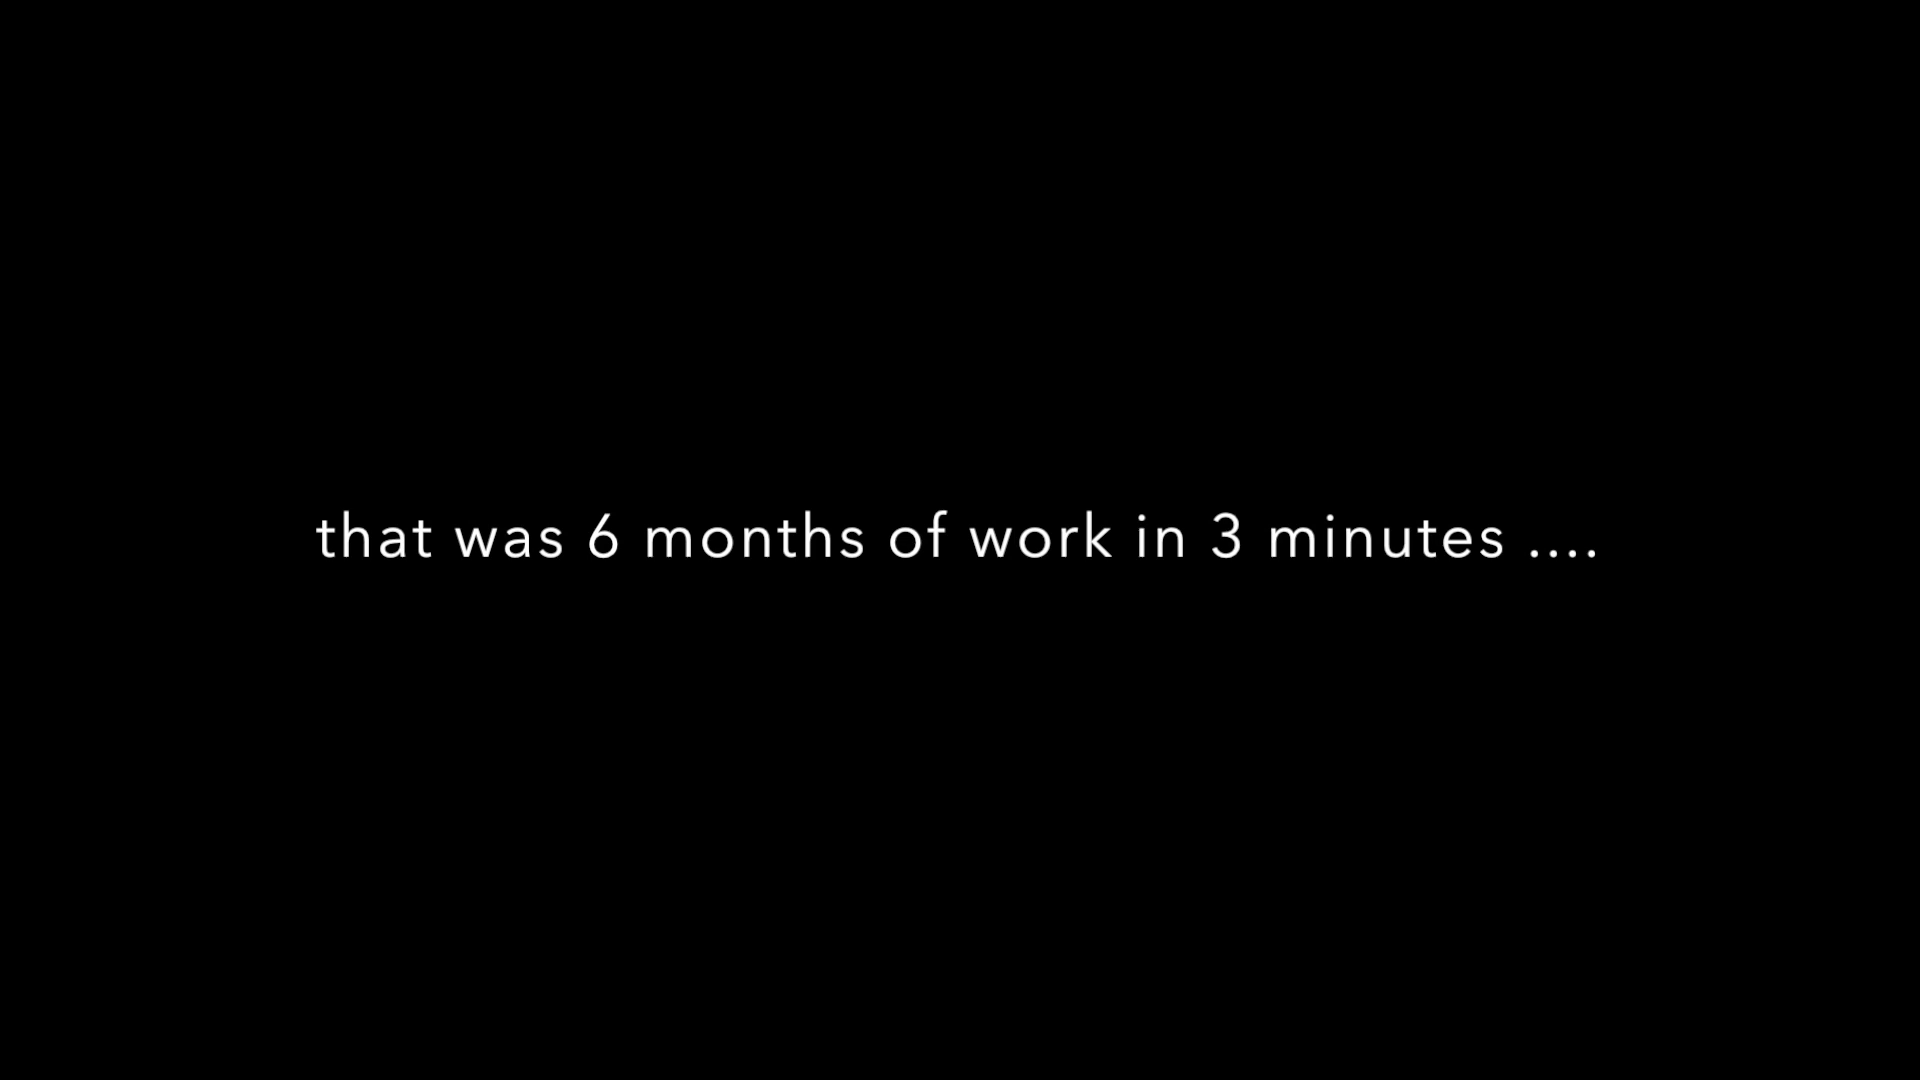 that was 6 months of work in 3 minutes ....